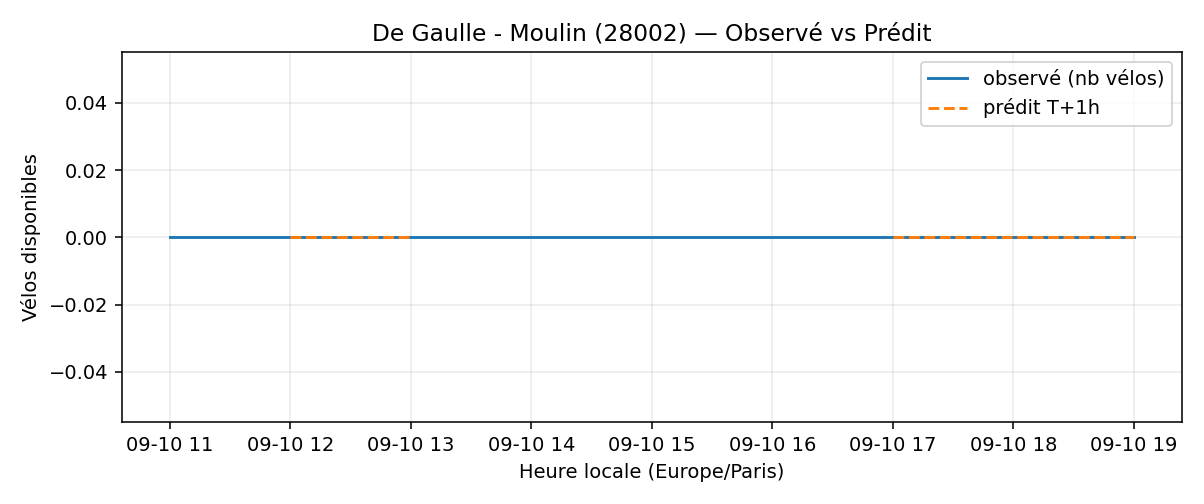 De Gaulle - Moulin (28002) — Observé vs Prédit
observé (nb vélos)
prédit T+1h
Vélos disponibles
0.04
0.02
0.00
−0.02
−0.04
09-10 11 09-10 12 09-10 13 09-10 14 09-10 15 09-10 16 09-10 17 09-10 18 09-10 19
Heure locale (Europe/Paris)